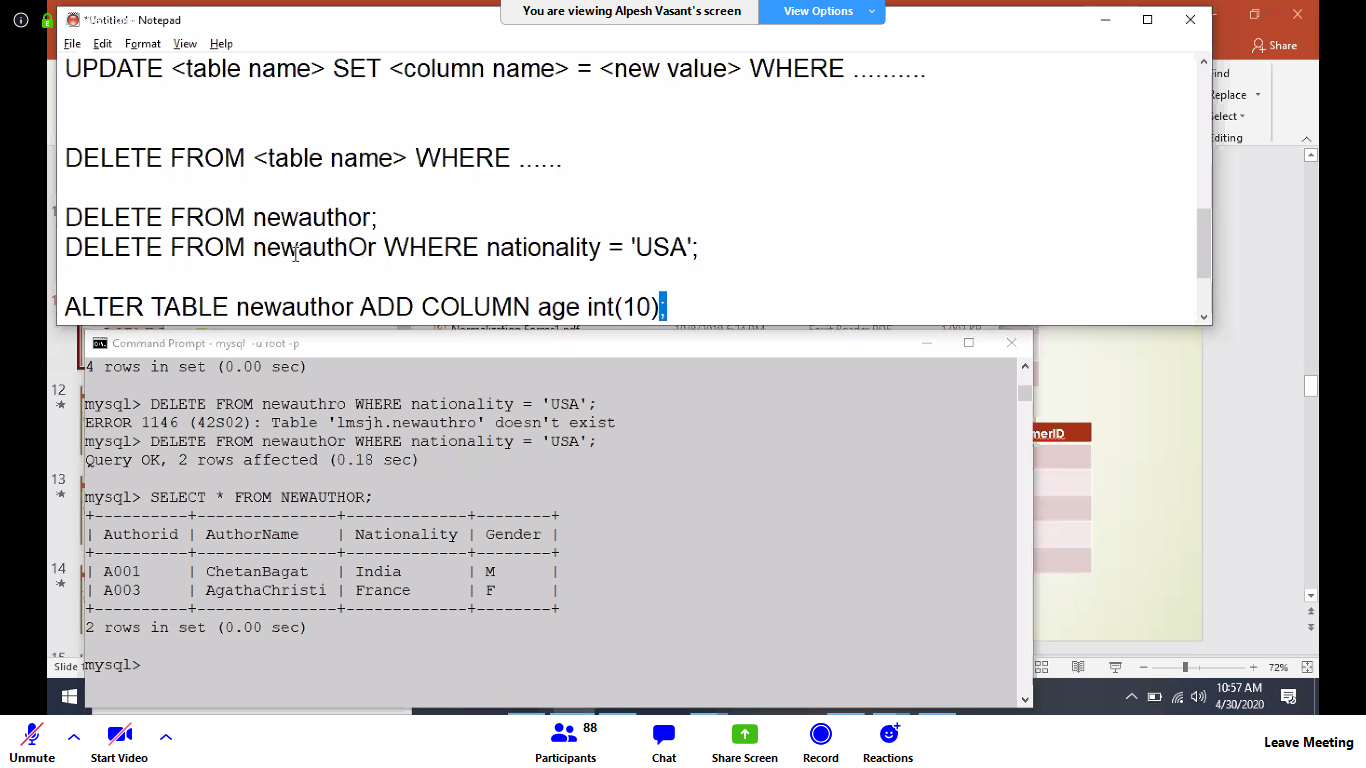 *Untitled - Notepad
You are viewing Alpesh Vasant's screen
View Options
File Edit Format View Help
Share
UPDATE <table name> SET <column name> = <new value> WHERE ..........
DELETE FROM <table name> WHERE ......
DELETE FROM newauthor;
DELETE FROM newauthOr WHERE nationality = 'USA';
ALTER TABLE newauthor ADD COLUMN age int(10);
Replace
Command Prompt - mysql -u root -p
4 rows in set (0.00 sec)
mysql> DELETE FROM newauthro WHERE nationality = 'USA';
ERROR 1146 (42S02): Table 'lmsjh.newauthro' doesn't exist
mysql> DELETE FROM newauthOr WHERE nationality = 'USA';
Query OK, 2 rows affected (0.18 sec)
mysql> SELECT * FROM NEWAUTHOR;
+----------+--------------+-------------+--------+
| Authorid | AuthorName | Nationality | Gender |
+----------+--------------+-------------+--------+
| A001 | ChetanBagat | India | M |
| A003 | AgathaChristi | France | F |
+----------+--------------+-------------+--------+
2 rows in set (0.00 sec)
mysql>
12
13
14
merID
Slide
72%
10:57 AM
4/30/2020
Unmute
Start Video
Participants
88
Chat
Share Screen
Record
Reactions
Leave Meeting